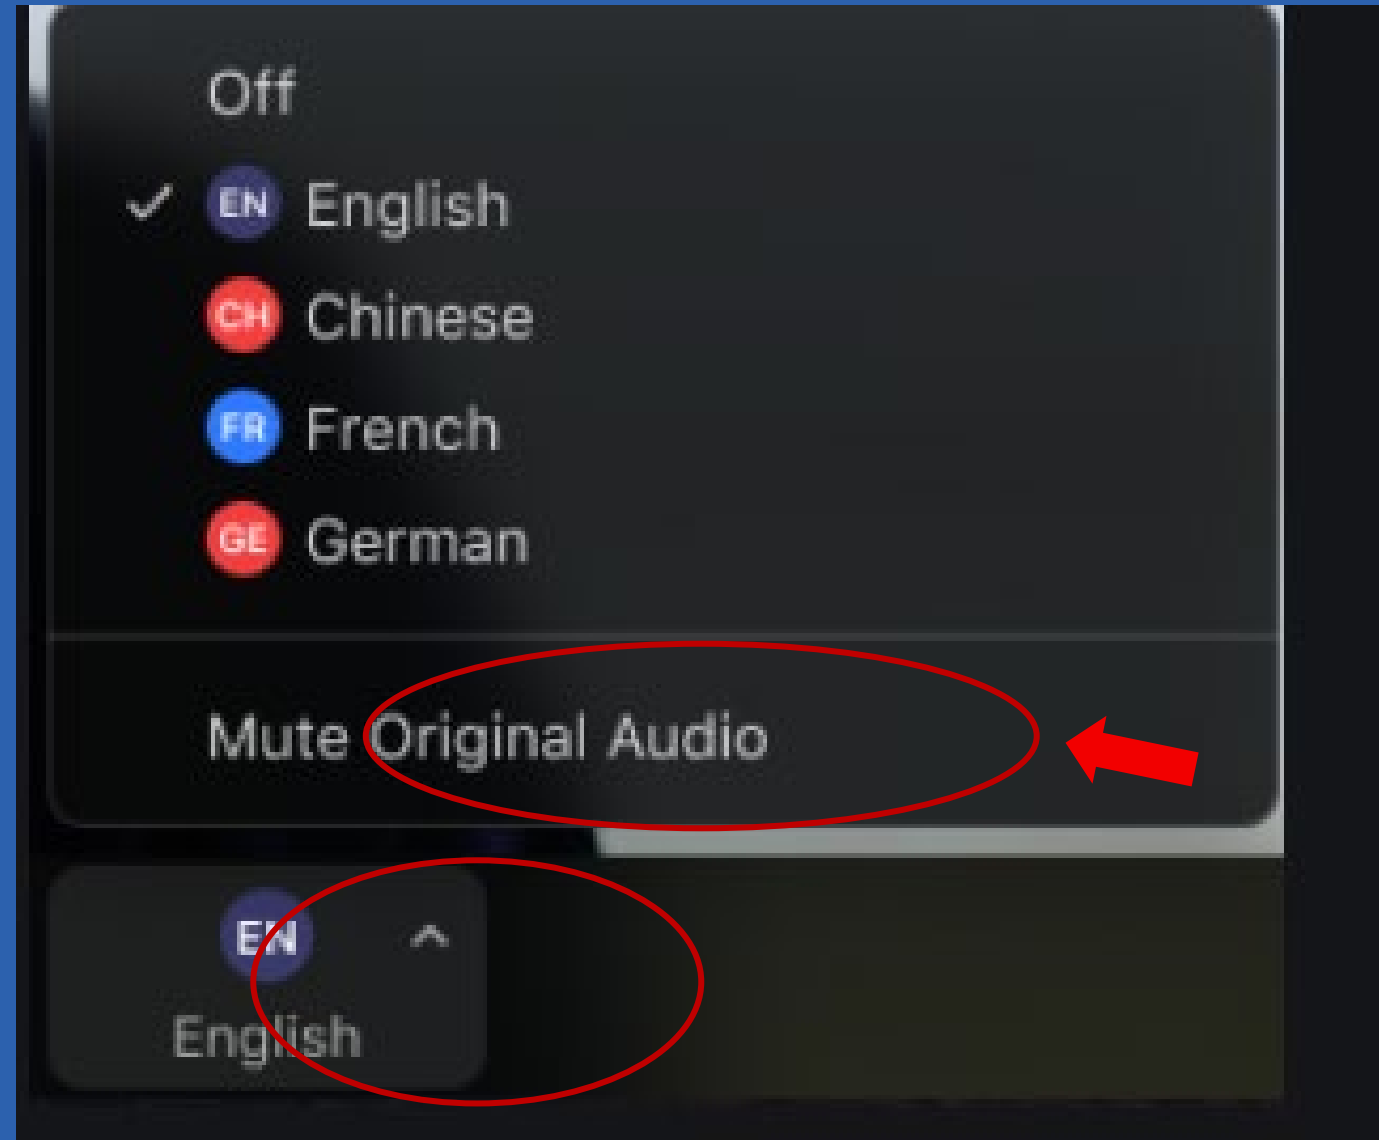 Off
EN English
CH Chinese
FR French
GE German
Mute Original Audio
EN
English